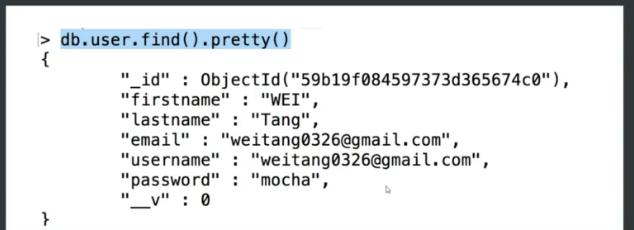 > db.user.find().pretty()
{
"_id" : ObjectId("59b19f084597373d365674c0"),
"firstname" : "WEI",
"lastname" : "Tang",
"email" : "weitang0326@gmail.com",
"username" : "weitang0326@gmail.com",
"password" : "mocha",
"__v" : 0
}